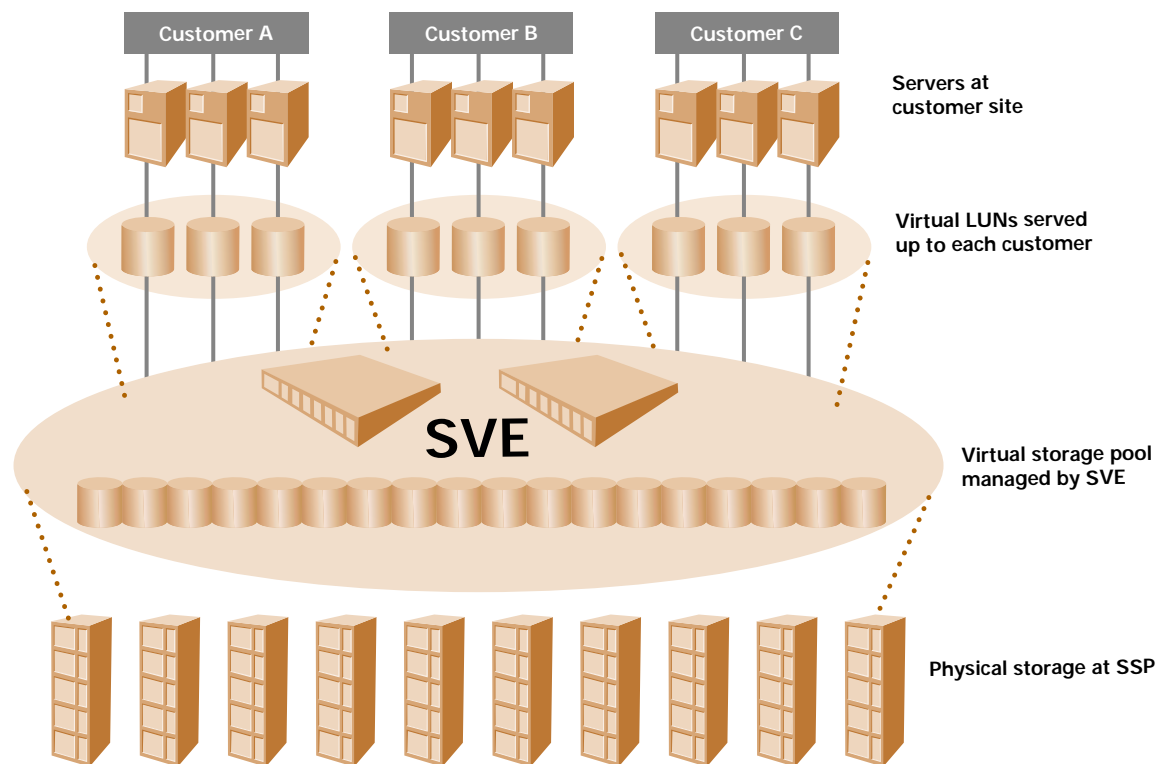 Customer A
Customer B
Customer C
Servers at
customer site
Virtual LUNs served
up to each customer
SVE
Virtual storage pool
managed by SVE
Physical storage at SSP